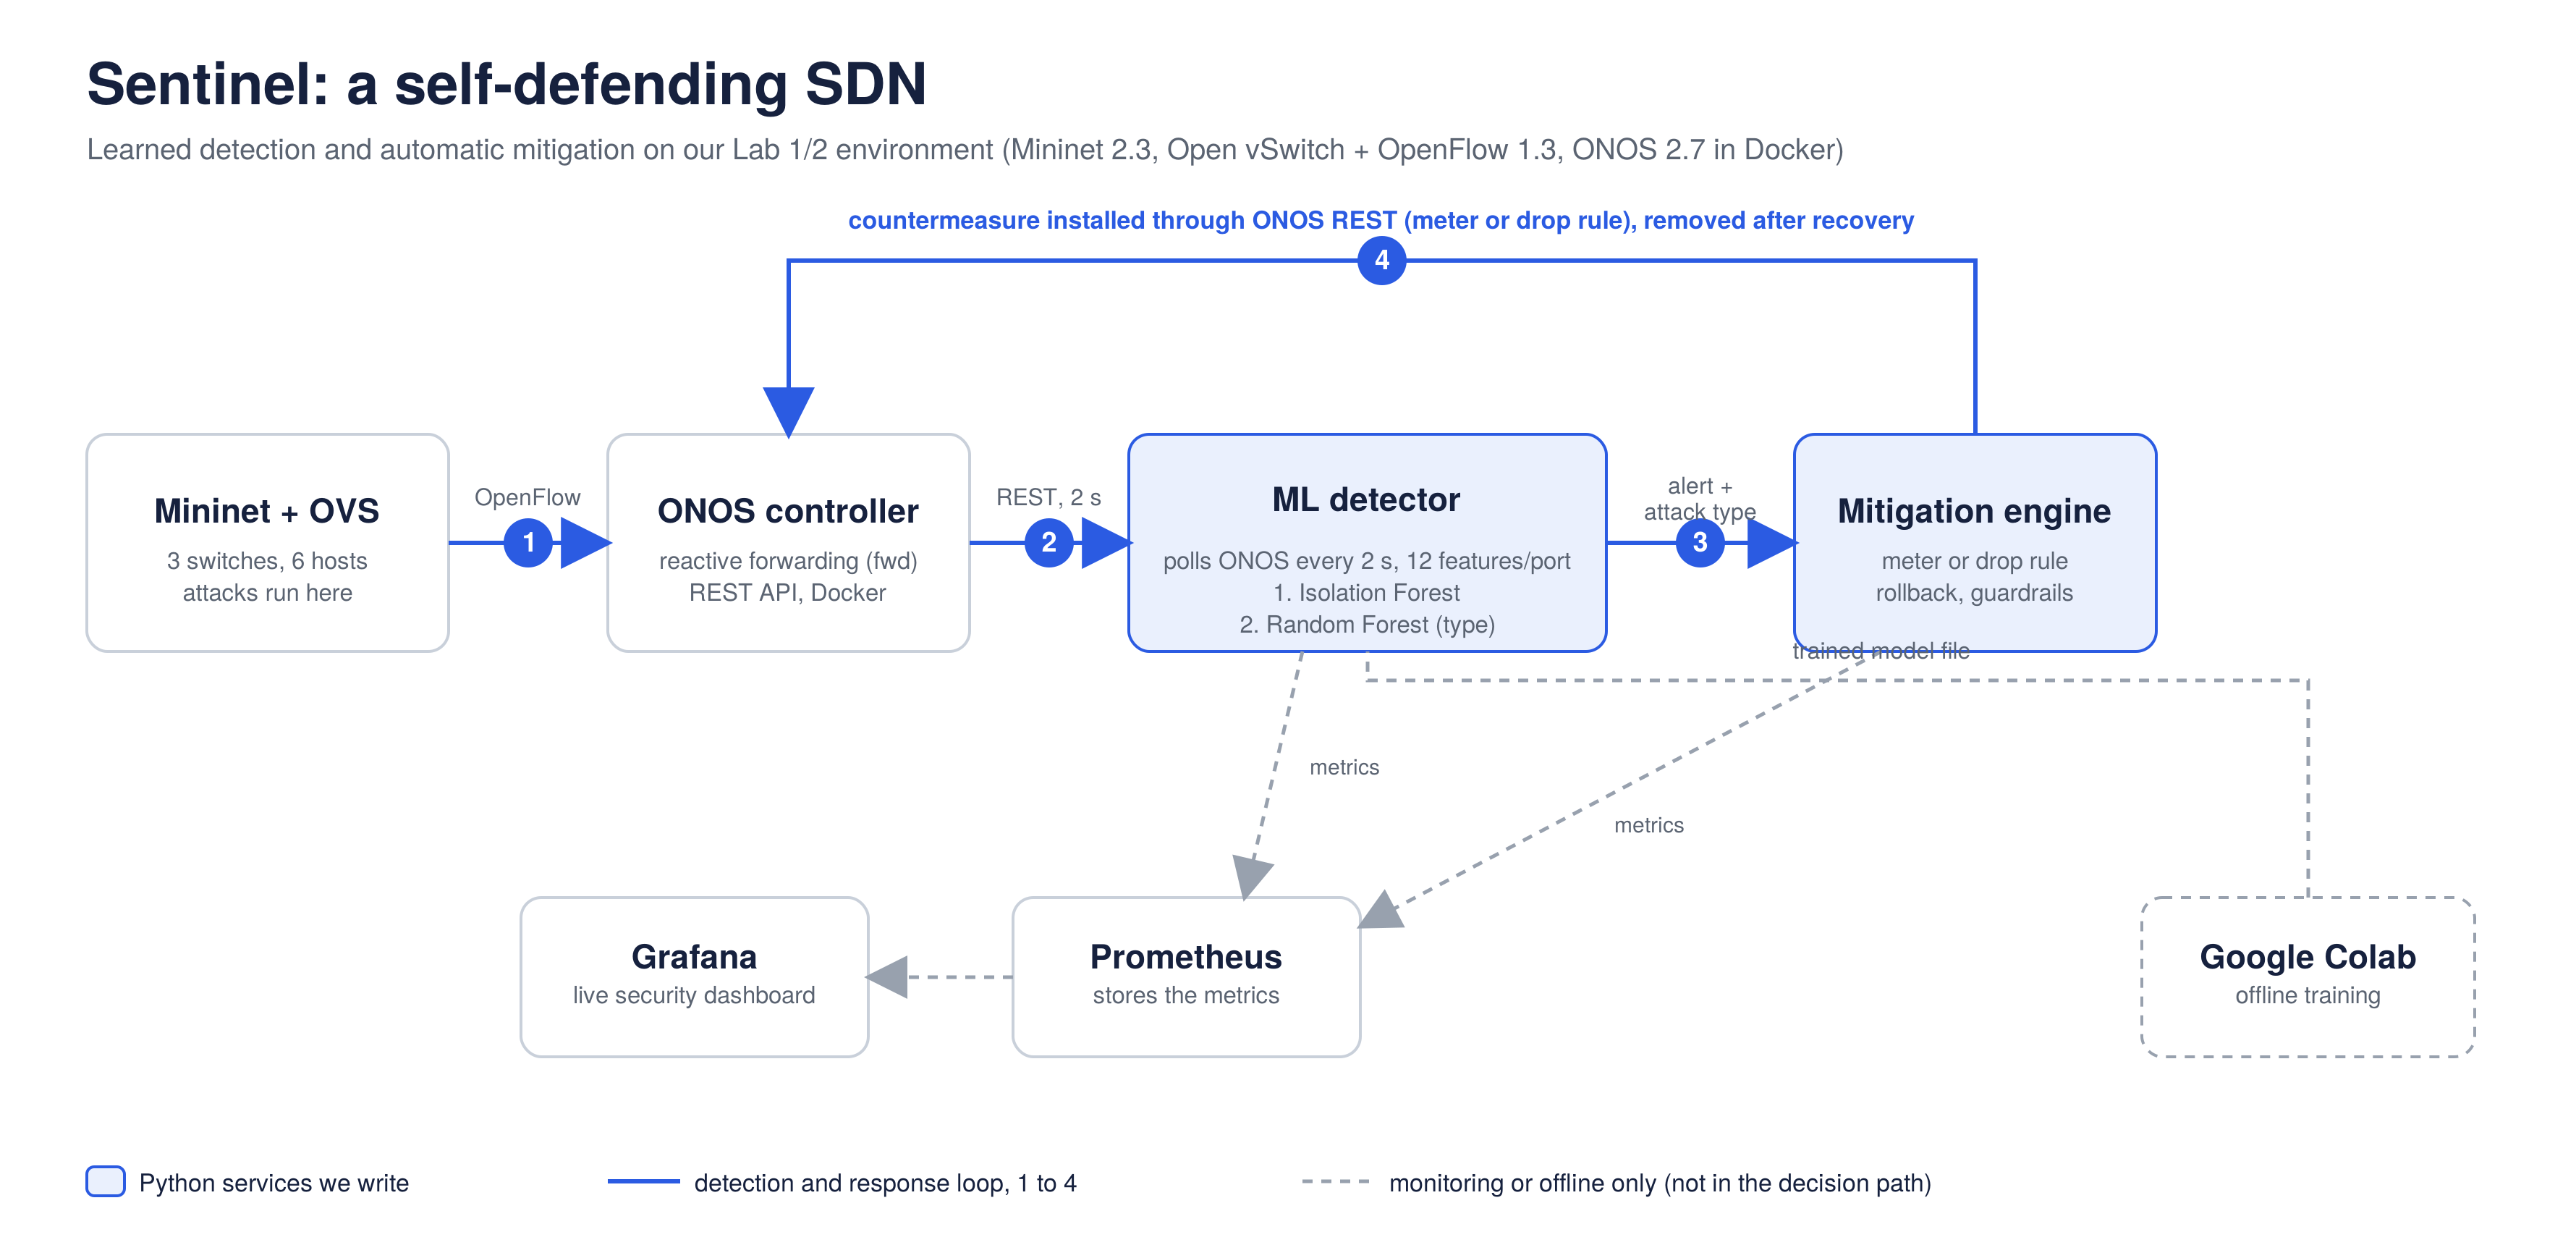 Sentinel: a self-defending SDN
Learned detection and automatic mitigation on our Lab 1/2 environment (Mininet 2.3, Open vSwitch + OpenFlow 1.3, ONOS 2.7 in Docker)
countermeasure installed through ONOS REST (meter or drop rule), removed after recovery
4
Mininet + OVS
3 switches, 6 hosts
attacks run here
OpenFlow
1
ONOS controller
reactive forwarding (fwd)
REST API, Docker
REST, 2 s
2
ML detector
polls ONOS every 2 s, 12 features/port
1. Isolation Forest
2. Random Forest (type)
alert +
attack type
3
Mitigation engine
meter or drop rule
rollback, guardrails
trained model file
metrics
metrics
Grafana
live security dashboard
Prometheus
stores the metrics
Google Colab
offline training
Python services we write
detection and response loop, 1 to 4
monitoring or offline only (not in the decision path)